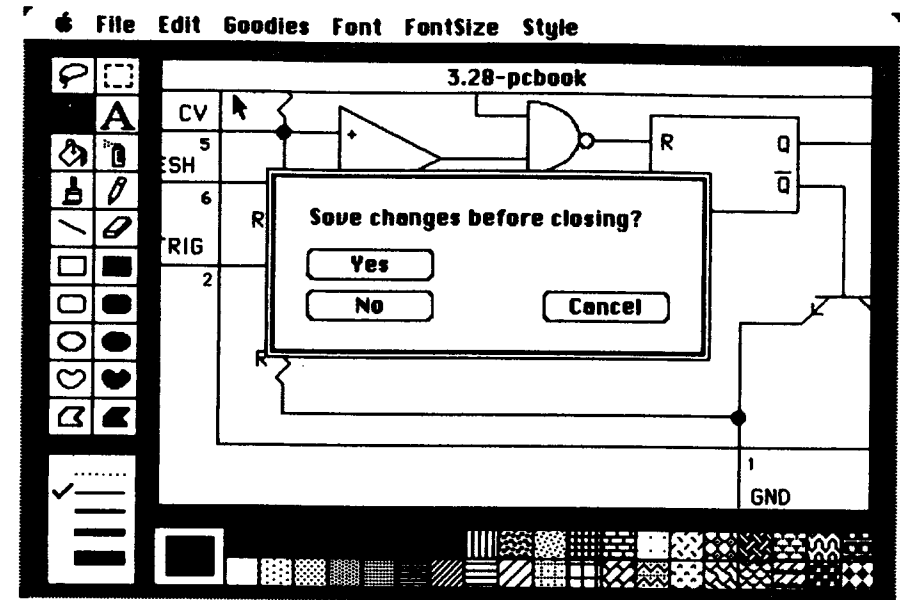 File Edit Goodies Font FontSize Style
3.28-pcbook
A
CV
5
ESH
6
TRIG
2
+
R Q
Q
R
Save changes before closing?
Yes
No Cancel
R
1
GND